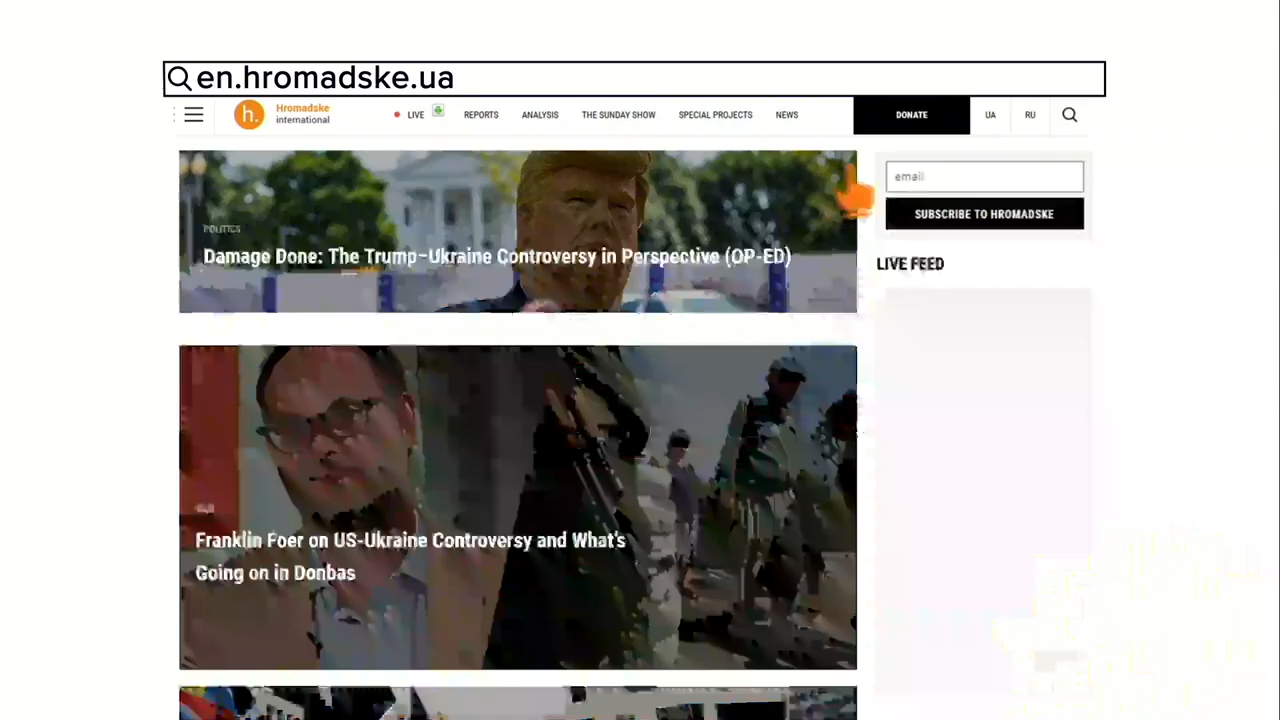 en.hromadske.ua
h.
Hromadske
international
LIVE
REPORTS
ANALYSIS
THE SUNDAY SHOW
SPECIAL PROJECTS
NEWS
DONATE
UA
RU
email
SUBSCRIBE TO HROMADSKE
POLITICS
Damage Done: The Trump-Ukraine Controversy in Perspective (OP-ED)
LIVE FEED
Franklin Foer on US-Ukraine Controversy and What's
Going on in Donbas